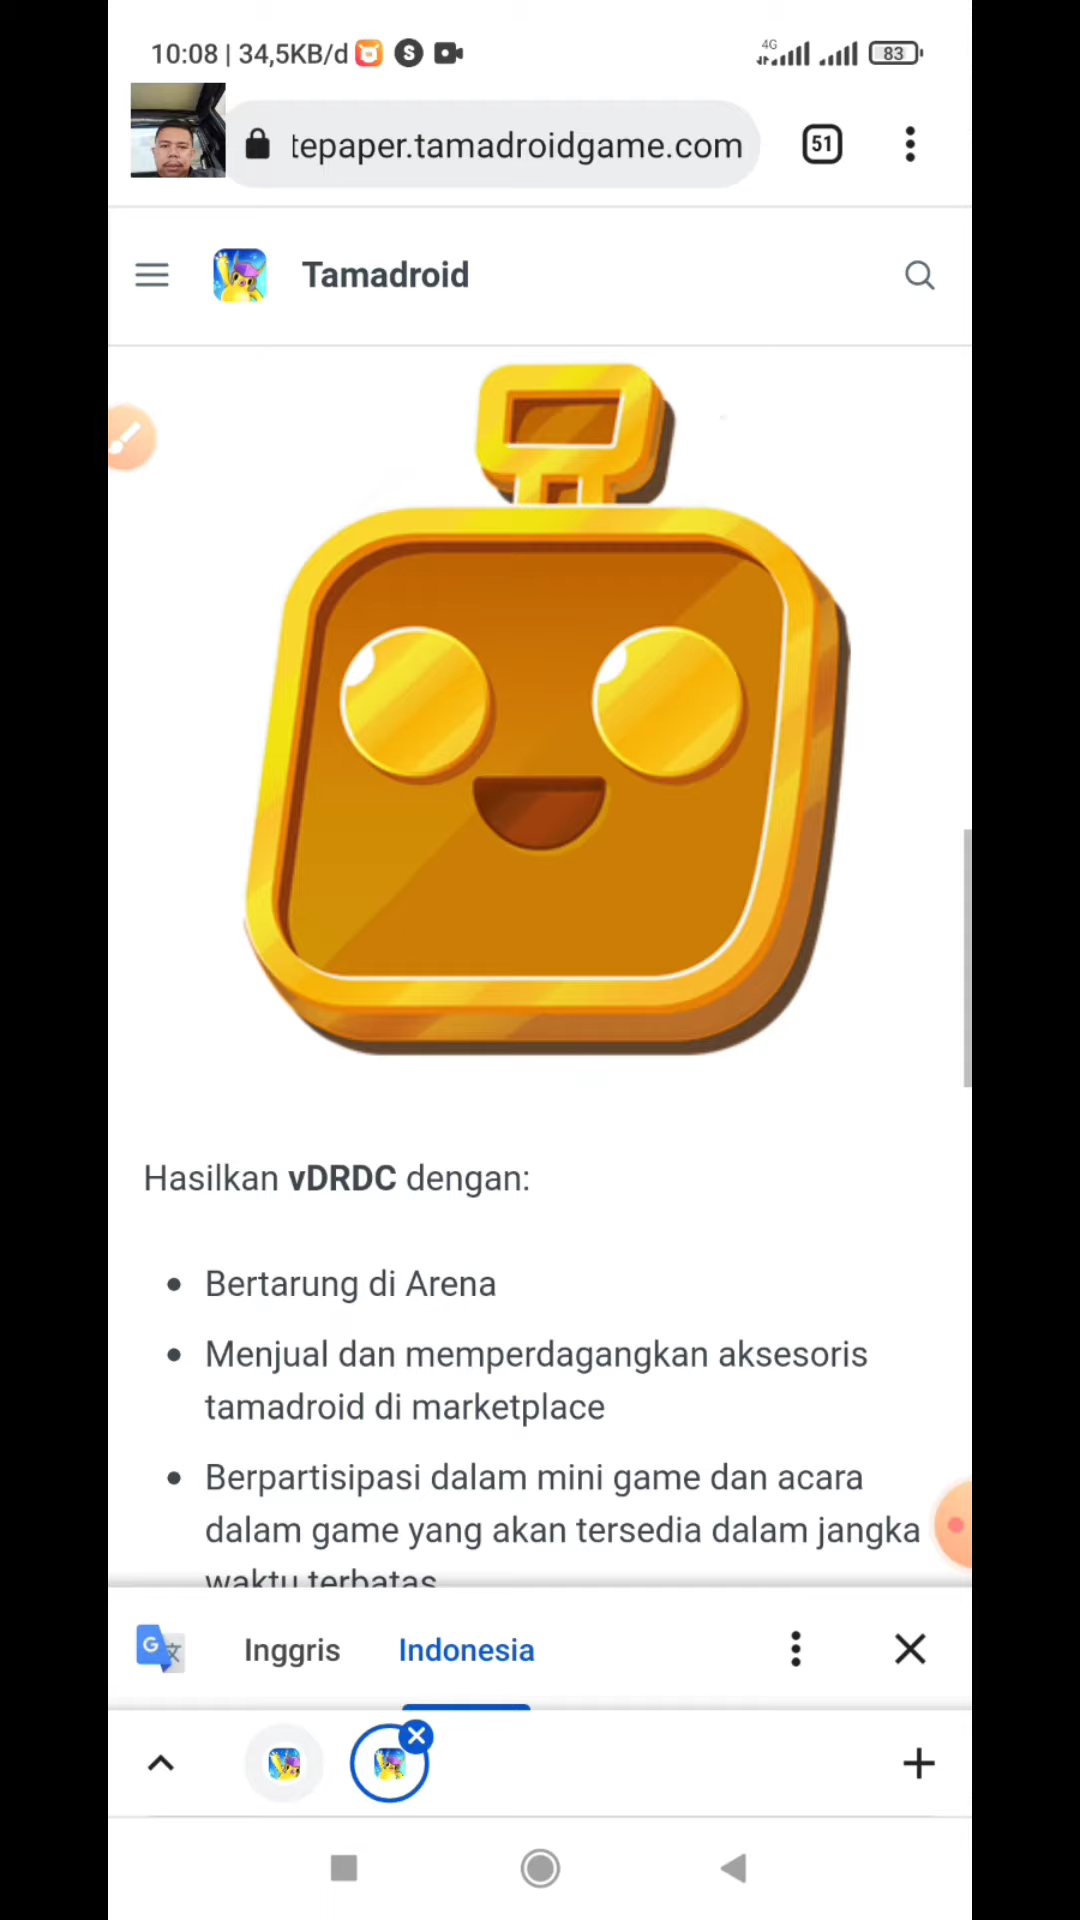 10:08 | 34,5KB/d
4G
83
tepaper.tamadroidgame.com
51
Tamadroid
Hasilkan vDRDC dengan:
Bertarung di Arena
Menjual dan memperdagangkan aksesoris
tamadroid di marketplace
Berpartisipasi dalam mini game dan acara
dalam game yang akan tersedia dalam jangka
waktu terbatas
Inggris
Indonesia